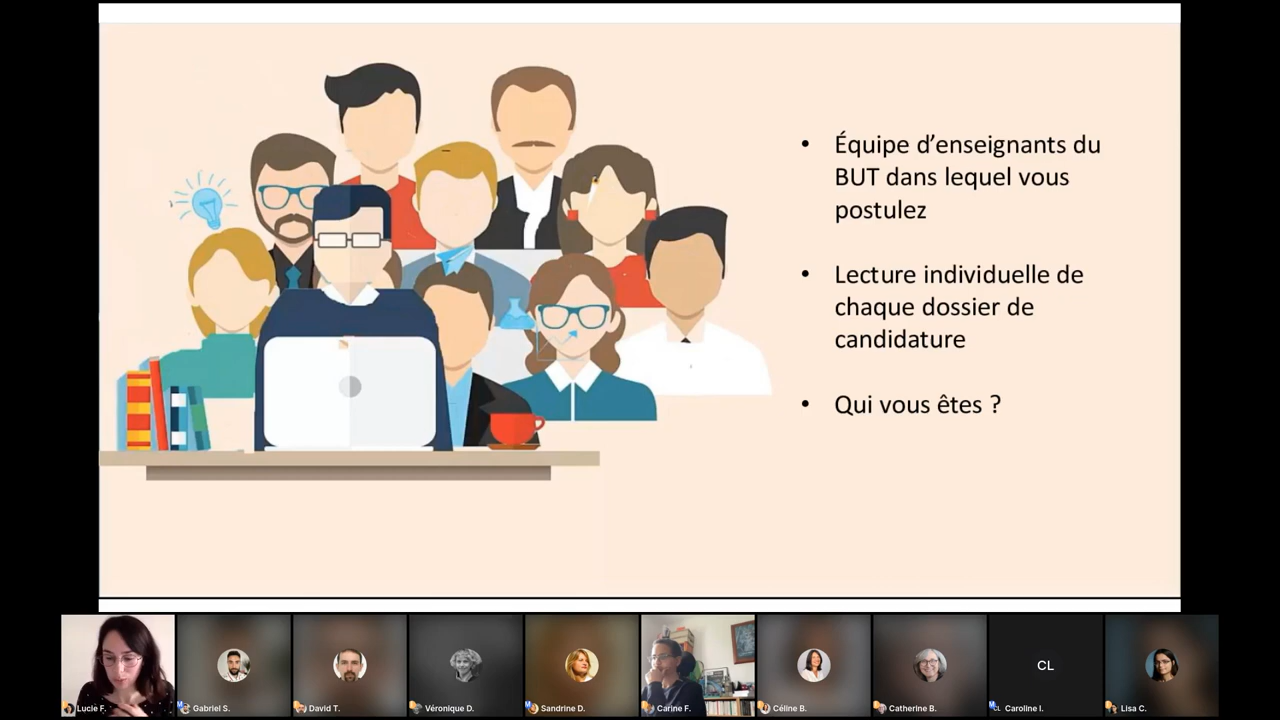 • Équipe d’enseignants du
BUT dans lequel vous
postulez
• Lecture individuelle de
chaque dossier de
candidature
• Qui vous êtes ?
CL
Lucie F.
Gabriel S.
David T.
Véronique D.
Sandrine D.
Carine F.
Céline B.
Catherine B.
CL Caroline I.
Lisa C.